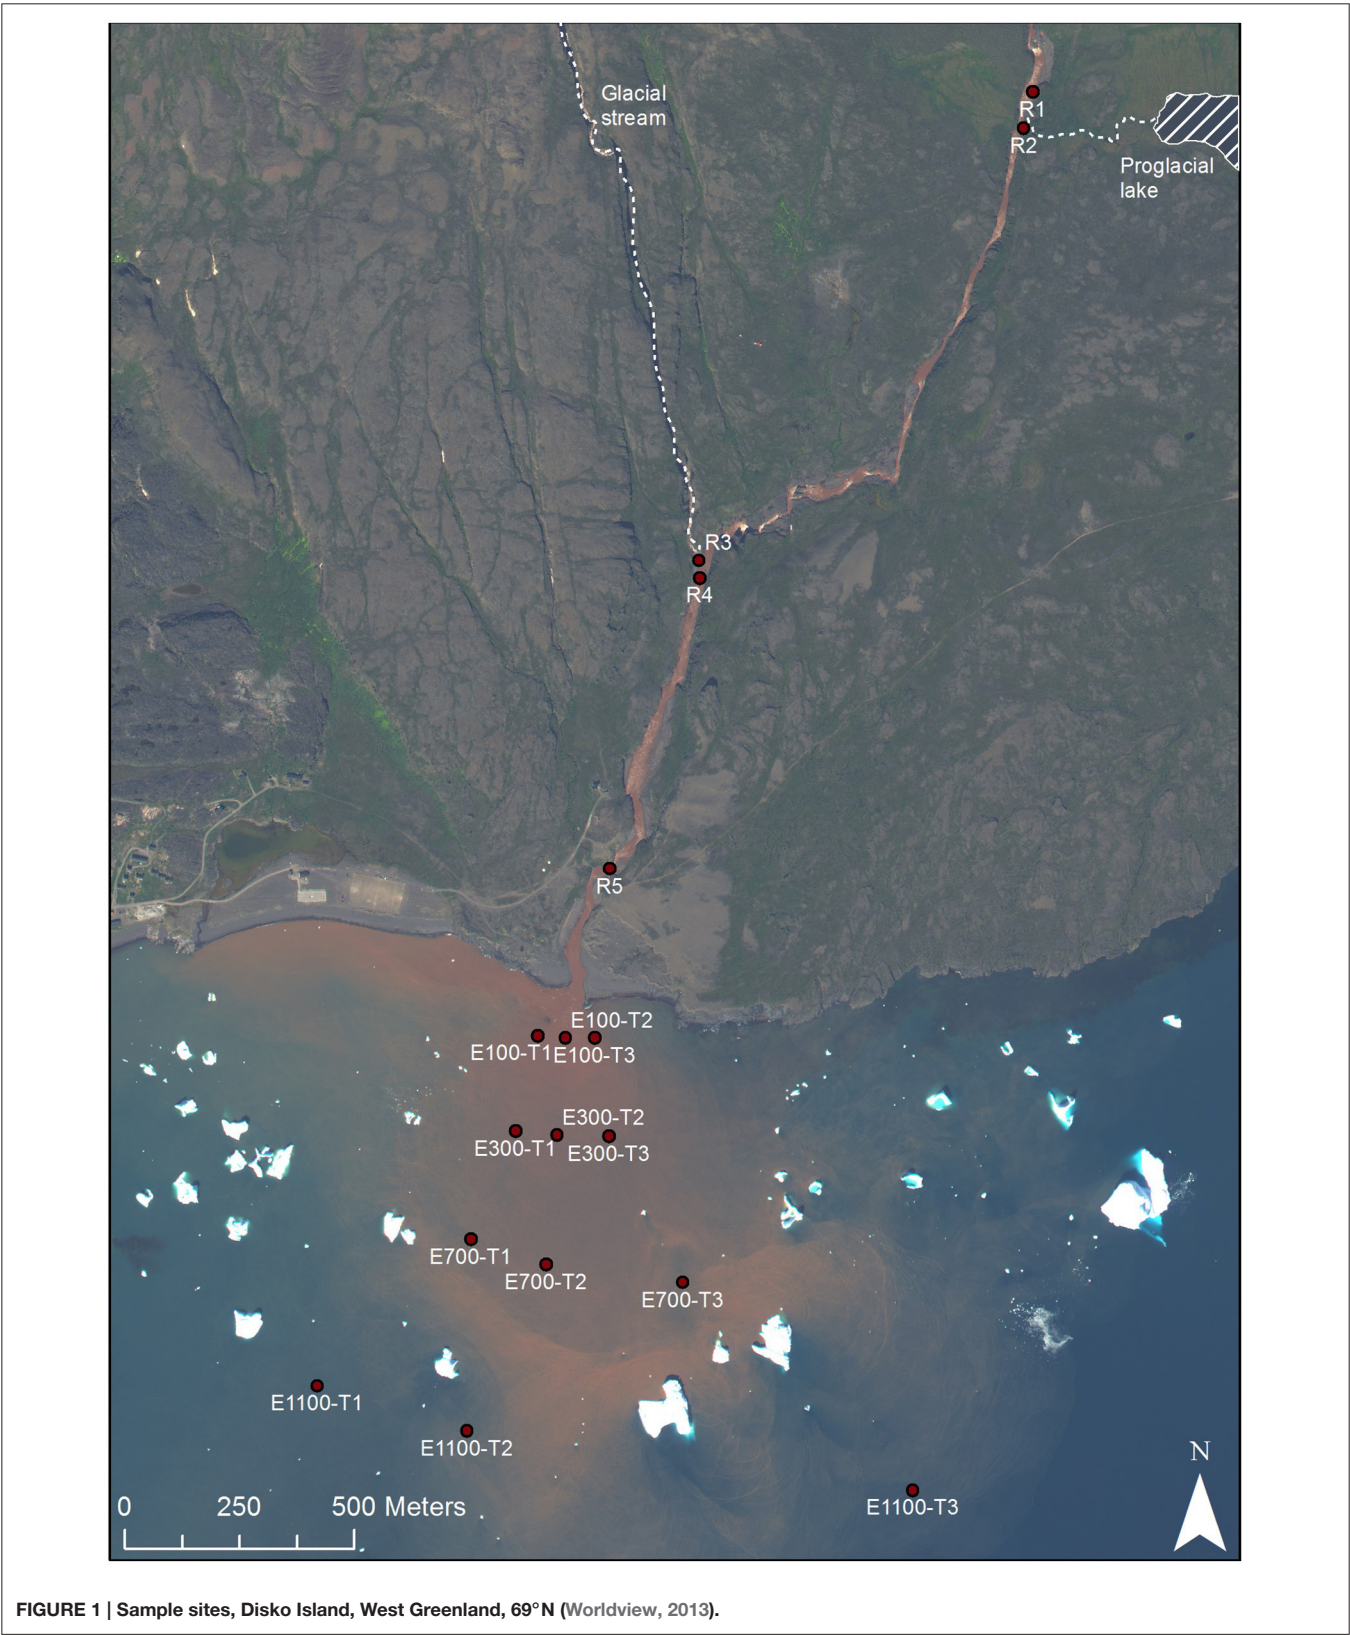 Glacial
stream
R1
R2
Proglacial
lake
R3
R4
R5
E100-T2
E100-T1
E100-T3
E300-T2
E300-T1
E300-T3
E700-T1
E700-T2
E700-T3
E1100-T1
E1100-T2
N
0 250 500 Meters
E1100-T3
FIGURE 1 | Sample sites, Disko Island, West Greenland, 69°N (Worldview, 2013).